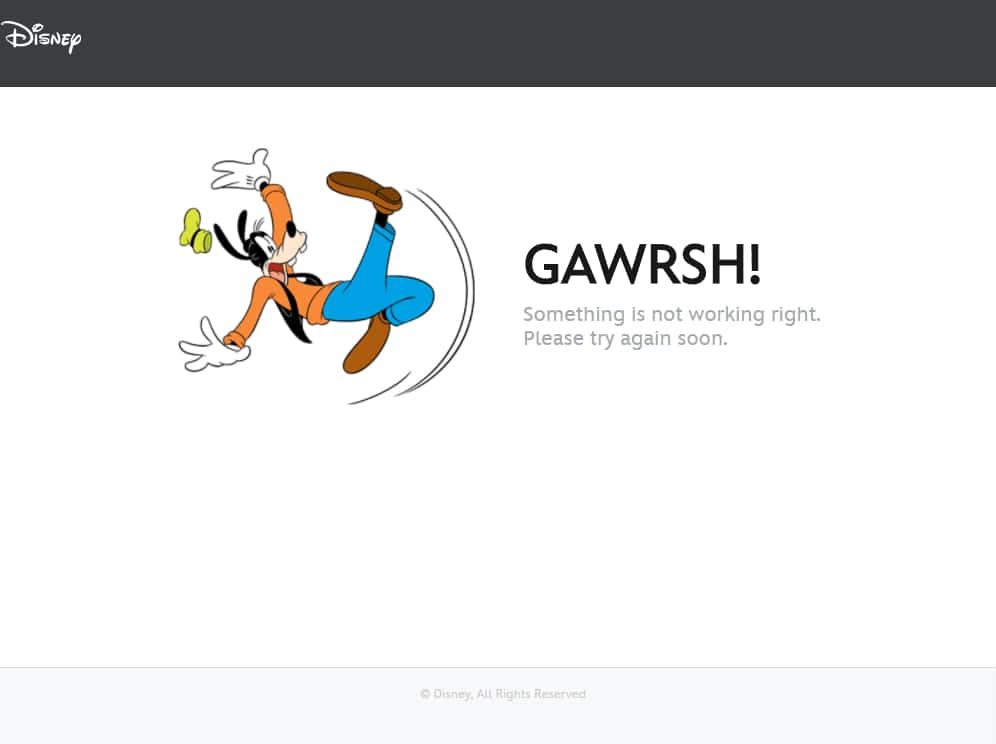 Disney
GAWRSH!
Something is not working right.
Please try again soon.
© Disney, All Rights Reserved